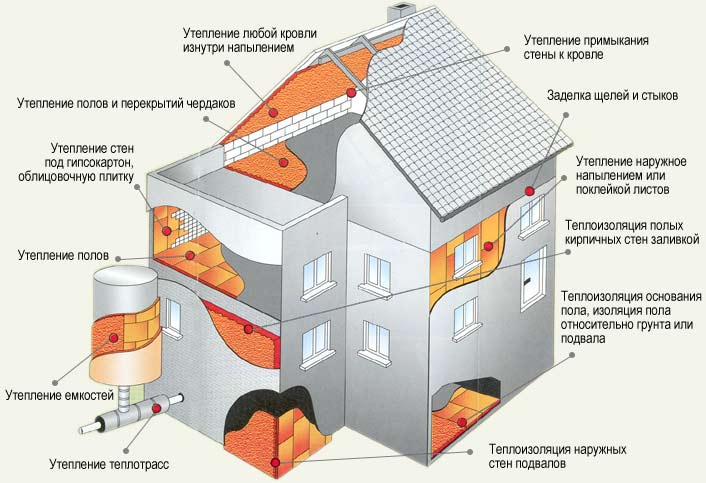 Утепление любой кровли
изнутри напылением
Утепление примыкания
стены к кровле
Утепление полов и перекрытий чердаков
Заделка щелей и стыков
Утепление стен
под гипсокартон,
облицовочную плитку
Утепление наружное
напылением или
поклейкой листов
Теплоизоляция полых
кирпичных стен заливкой
Утепление полов
Теплоизоляция основания
пола, изоляция пола
относительно грунта или
подвала
Утепление емкостей
Утепление теплотрасс
Теплоизоляция наружных
стен подвалов